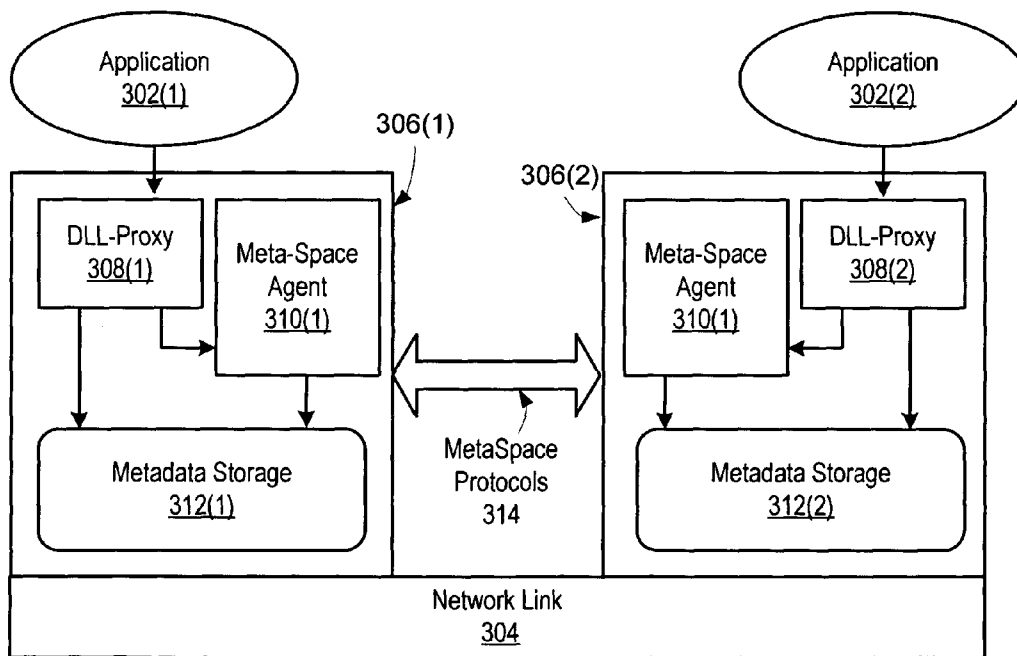 Application
302(1)
Application
302(2)
306(1)
306(2)
DLL-Proxy
308(1)
Meta-Space
Agent
310(1)
Meta-Space
Agent
310(1)
DLL-Proxy
308(2)
Metadata Storage
312(1)
MetaSpace
Protocols
314
Metadata Storage
312(2)
Network Link
304